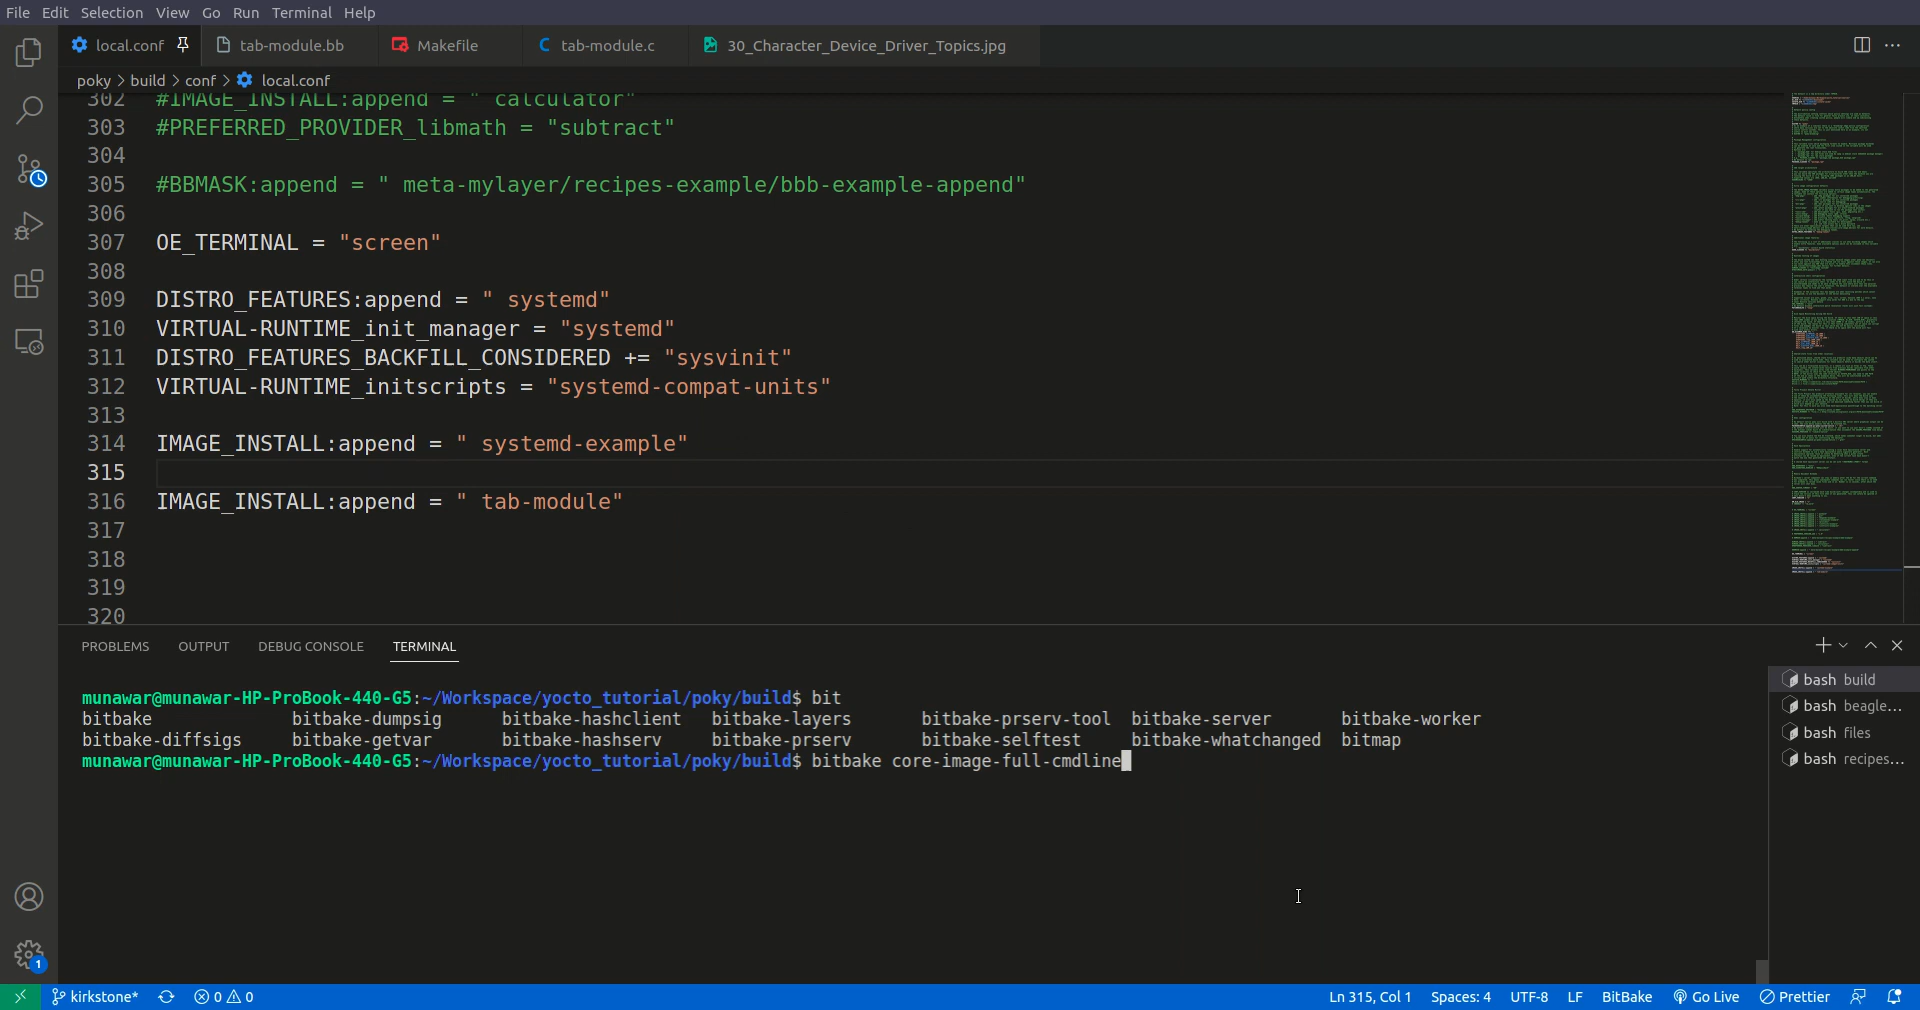 File Edit Selection View Go Run Terminal Help
local.conf tab-module.bb Makefile tab-module.c 30_Character_Device_Driver_Topics.jpg
poky > build > conf > local.conf
302 #IMAGE_INSTALL:append = " calculator"
303 #PREFERRED_PROVIDER_libmath = "subtract"
304
305 #BBMASK:append = " meta-mylayer/recipes-example/bbb-example-append"
306
307 OE_TERMINAL = "screen"
308
309 DISTRO_FEATURES:append = " systemd"
310 VIRTUAL-RUNTIME_init_manager = "systemd"
311 DISTRO_FEATURES_BACKFILL_CONSIDERED += "sysvinit"
312 VIRTUAL-RUNTIME_initscripts = "systemd-compat-units"
313
314 IMAGE_INSTALL:append = " systemd-example"
315
316 IMAGE_INSTALL:append = " tab-module"
317
318
319
320
PROBLEMS OUTPUT DEBUG CONSOLE TERMINAL
munawar@munawar-HP-ProBook-440-G5:~/Workspace/yocto_tutorial/poky/build$ bit
bitbake bitbake-dumpsig bitbake-hashclient bitbake-layers bitbake-prserv-tool bitbake-server bitbake-worker
bitbake-diffsigs bitbake-getvar bitbake-hashserv bitbake-prserv bitbake-selftest bitbake-whatchanged bitmap
munawar@munawar-HP-ProBook-440-G5:~/Workspace/yocto_tutorial/poky/build$ bitbake core-image-full-cmdline
bash build
bash beagle...
bash files
bash recipes...
1
kirkstone* 0 0 Ln 315, Col 1 Spaces: 4 UTF-8 LF BitBake Go Live Prettier